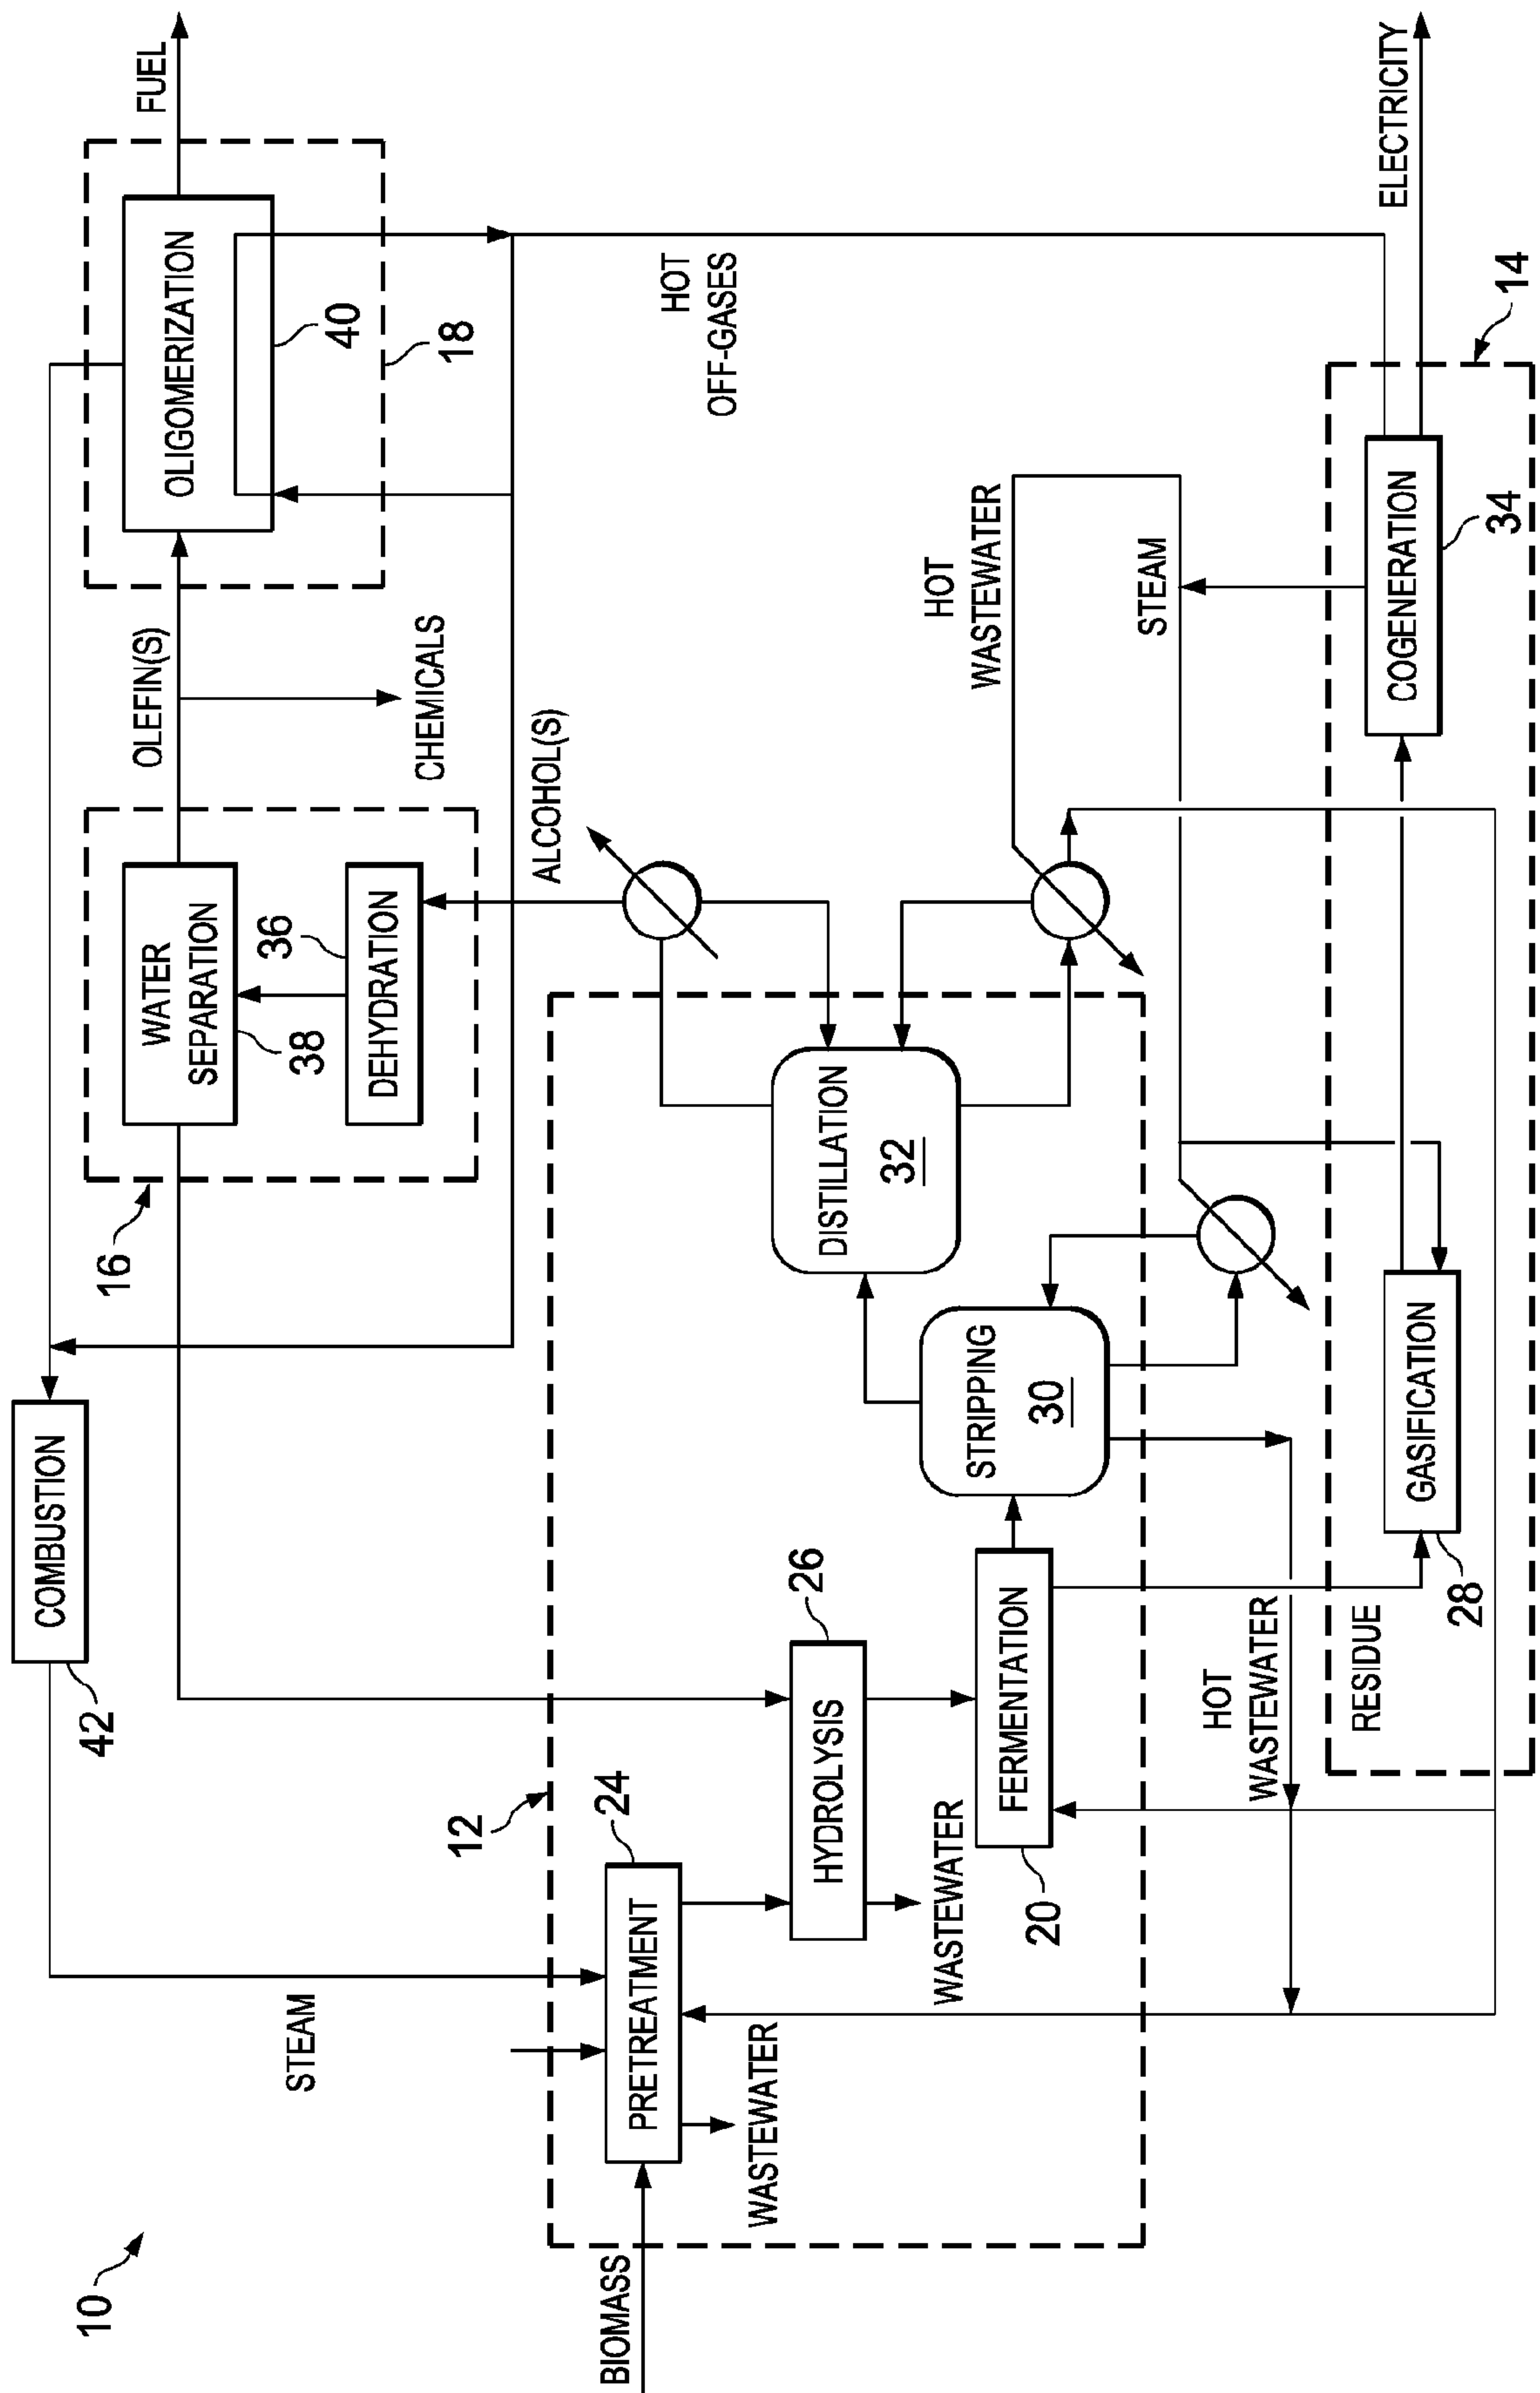 10
BIOMASS
STEAM
PRETREATMENT
24
WASTEWATER
12
HYDROLYSIS
26
WASTEWATER
FERMENTATION
20
COMBUSTION
42
STRIPPING
30
DISTILLATION
32
HOT
WASTEWATER
RESIDUE
GASIFICATION
28
16
WATER
SEPARATION
38
DEHYDRATION
36
ALCOHOL(S)
OLEFIN(S)
CHEMICALS
HOT
WASTEWATER
STEAM
COGENERATION
34
14
OLIGOMERIZATION
40
18
HOT
OFF-GASES
FUEL
ELECTRICITY